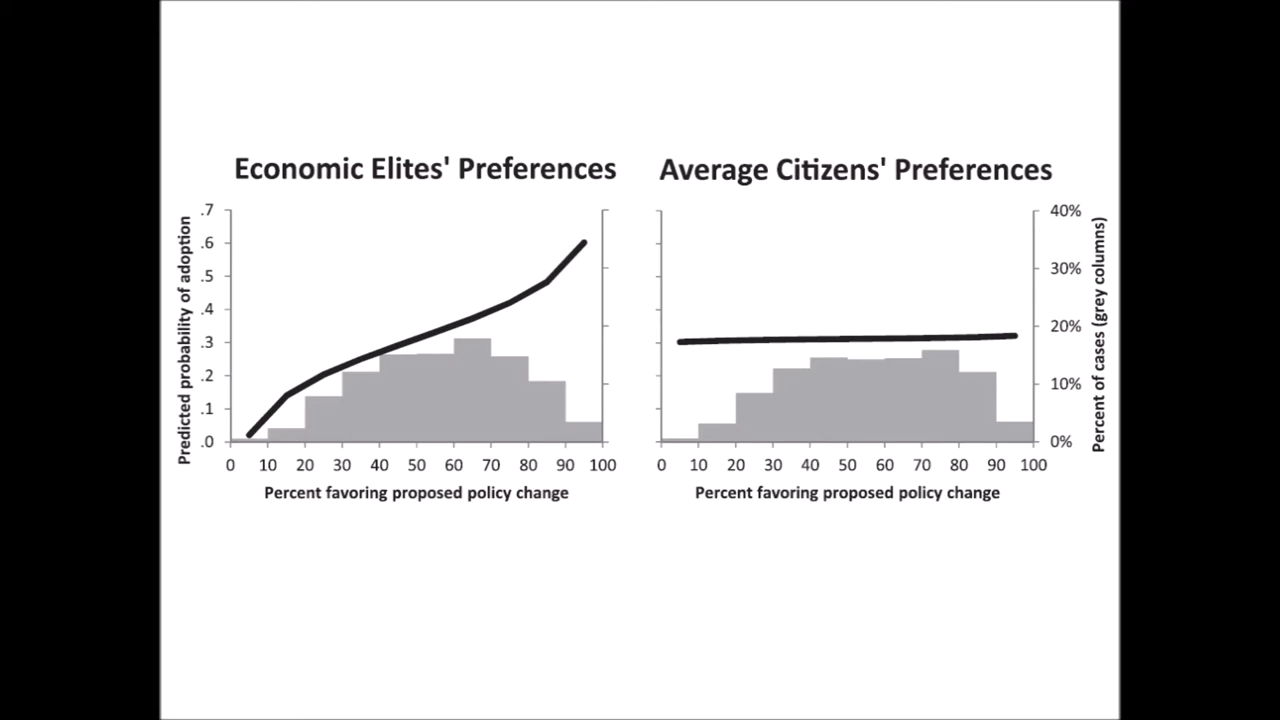 Economic Elites' Preferences
Predicted probability of adoption
.7
.6
.5
.4
.3
.2
.1
.0
0 10 20 30 40 50 60 70 80 90 100
Percent favoring proposed policy change
Average Citizens' Preferences
40%
30%
20%
10%
0%
Percent of cases (grey columns)
0 10 20 30 40 50 60 70 80 90 100
Percent favoring proposed policy change